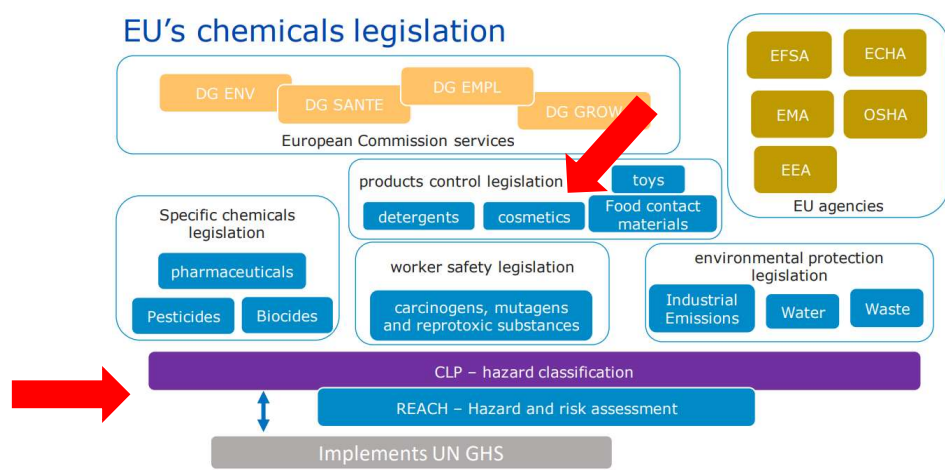 EU's chemicals legislation
DG ENV
DG SANTE
DG EMPL
DG GROW
European Commission services
EFSA
ECHA
EMA
OSHA
EEA
EU agencies
products control legislation
toys
detergents
cosmetics
Food contact
materials
Specific chemicals
legislation
pharmaceuticals
Pesticides
Biocides
worker safety legislation
carcinogens, mutagens
and reprotoxic substances
environmental protection
legislation
Industrial
Emissions
Water
Waste
CLP – hazard classification
REACH – Hazard and risk assessment
Implements UN GHS